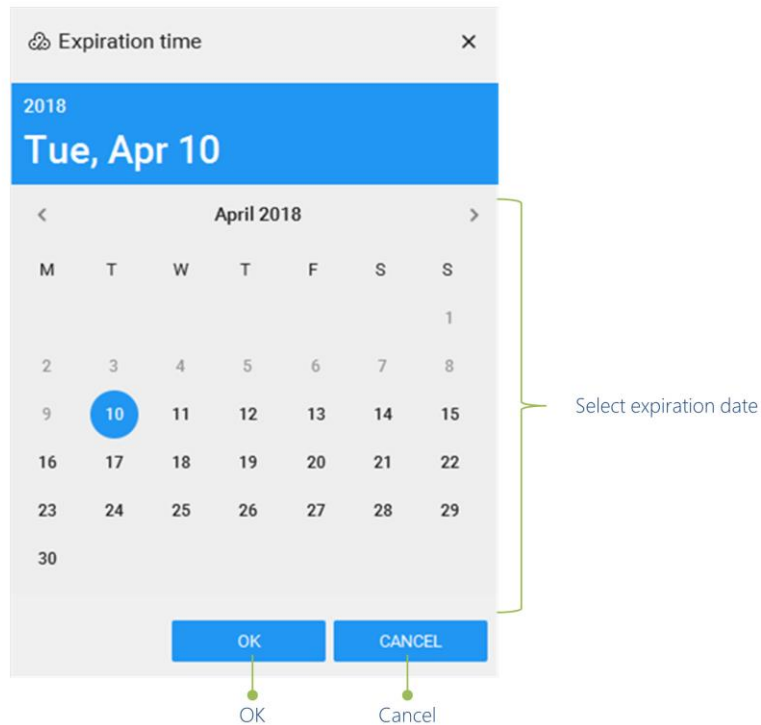 Expiration time
2018
Tue, Apr 10
April 2018
M T W T F S S
1
2 3 4 5 6 7 8
9 10 11 12 13 14 15
Select expiration date
16 17 18 19 20 21 22
23 24 25 26 27 28 29
30
OK CANCEL
OK Cancel